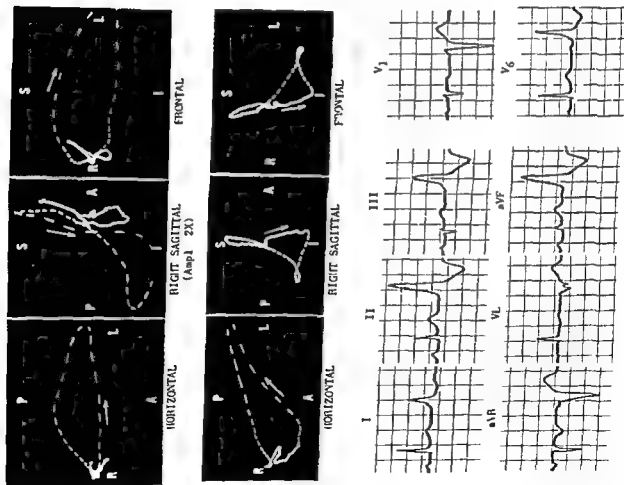 P S S
R L P A R L
A I
HORIZONTAL RIGHT SAGITTAL FRONTAL
(Ampl 2X)
P S S
R L A R L
A I I
HORIZONTAL RIGHT SAGITTAL FRONTAL
I II III V1
aVR VL aVF V6